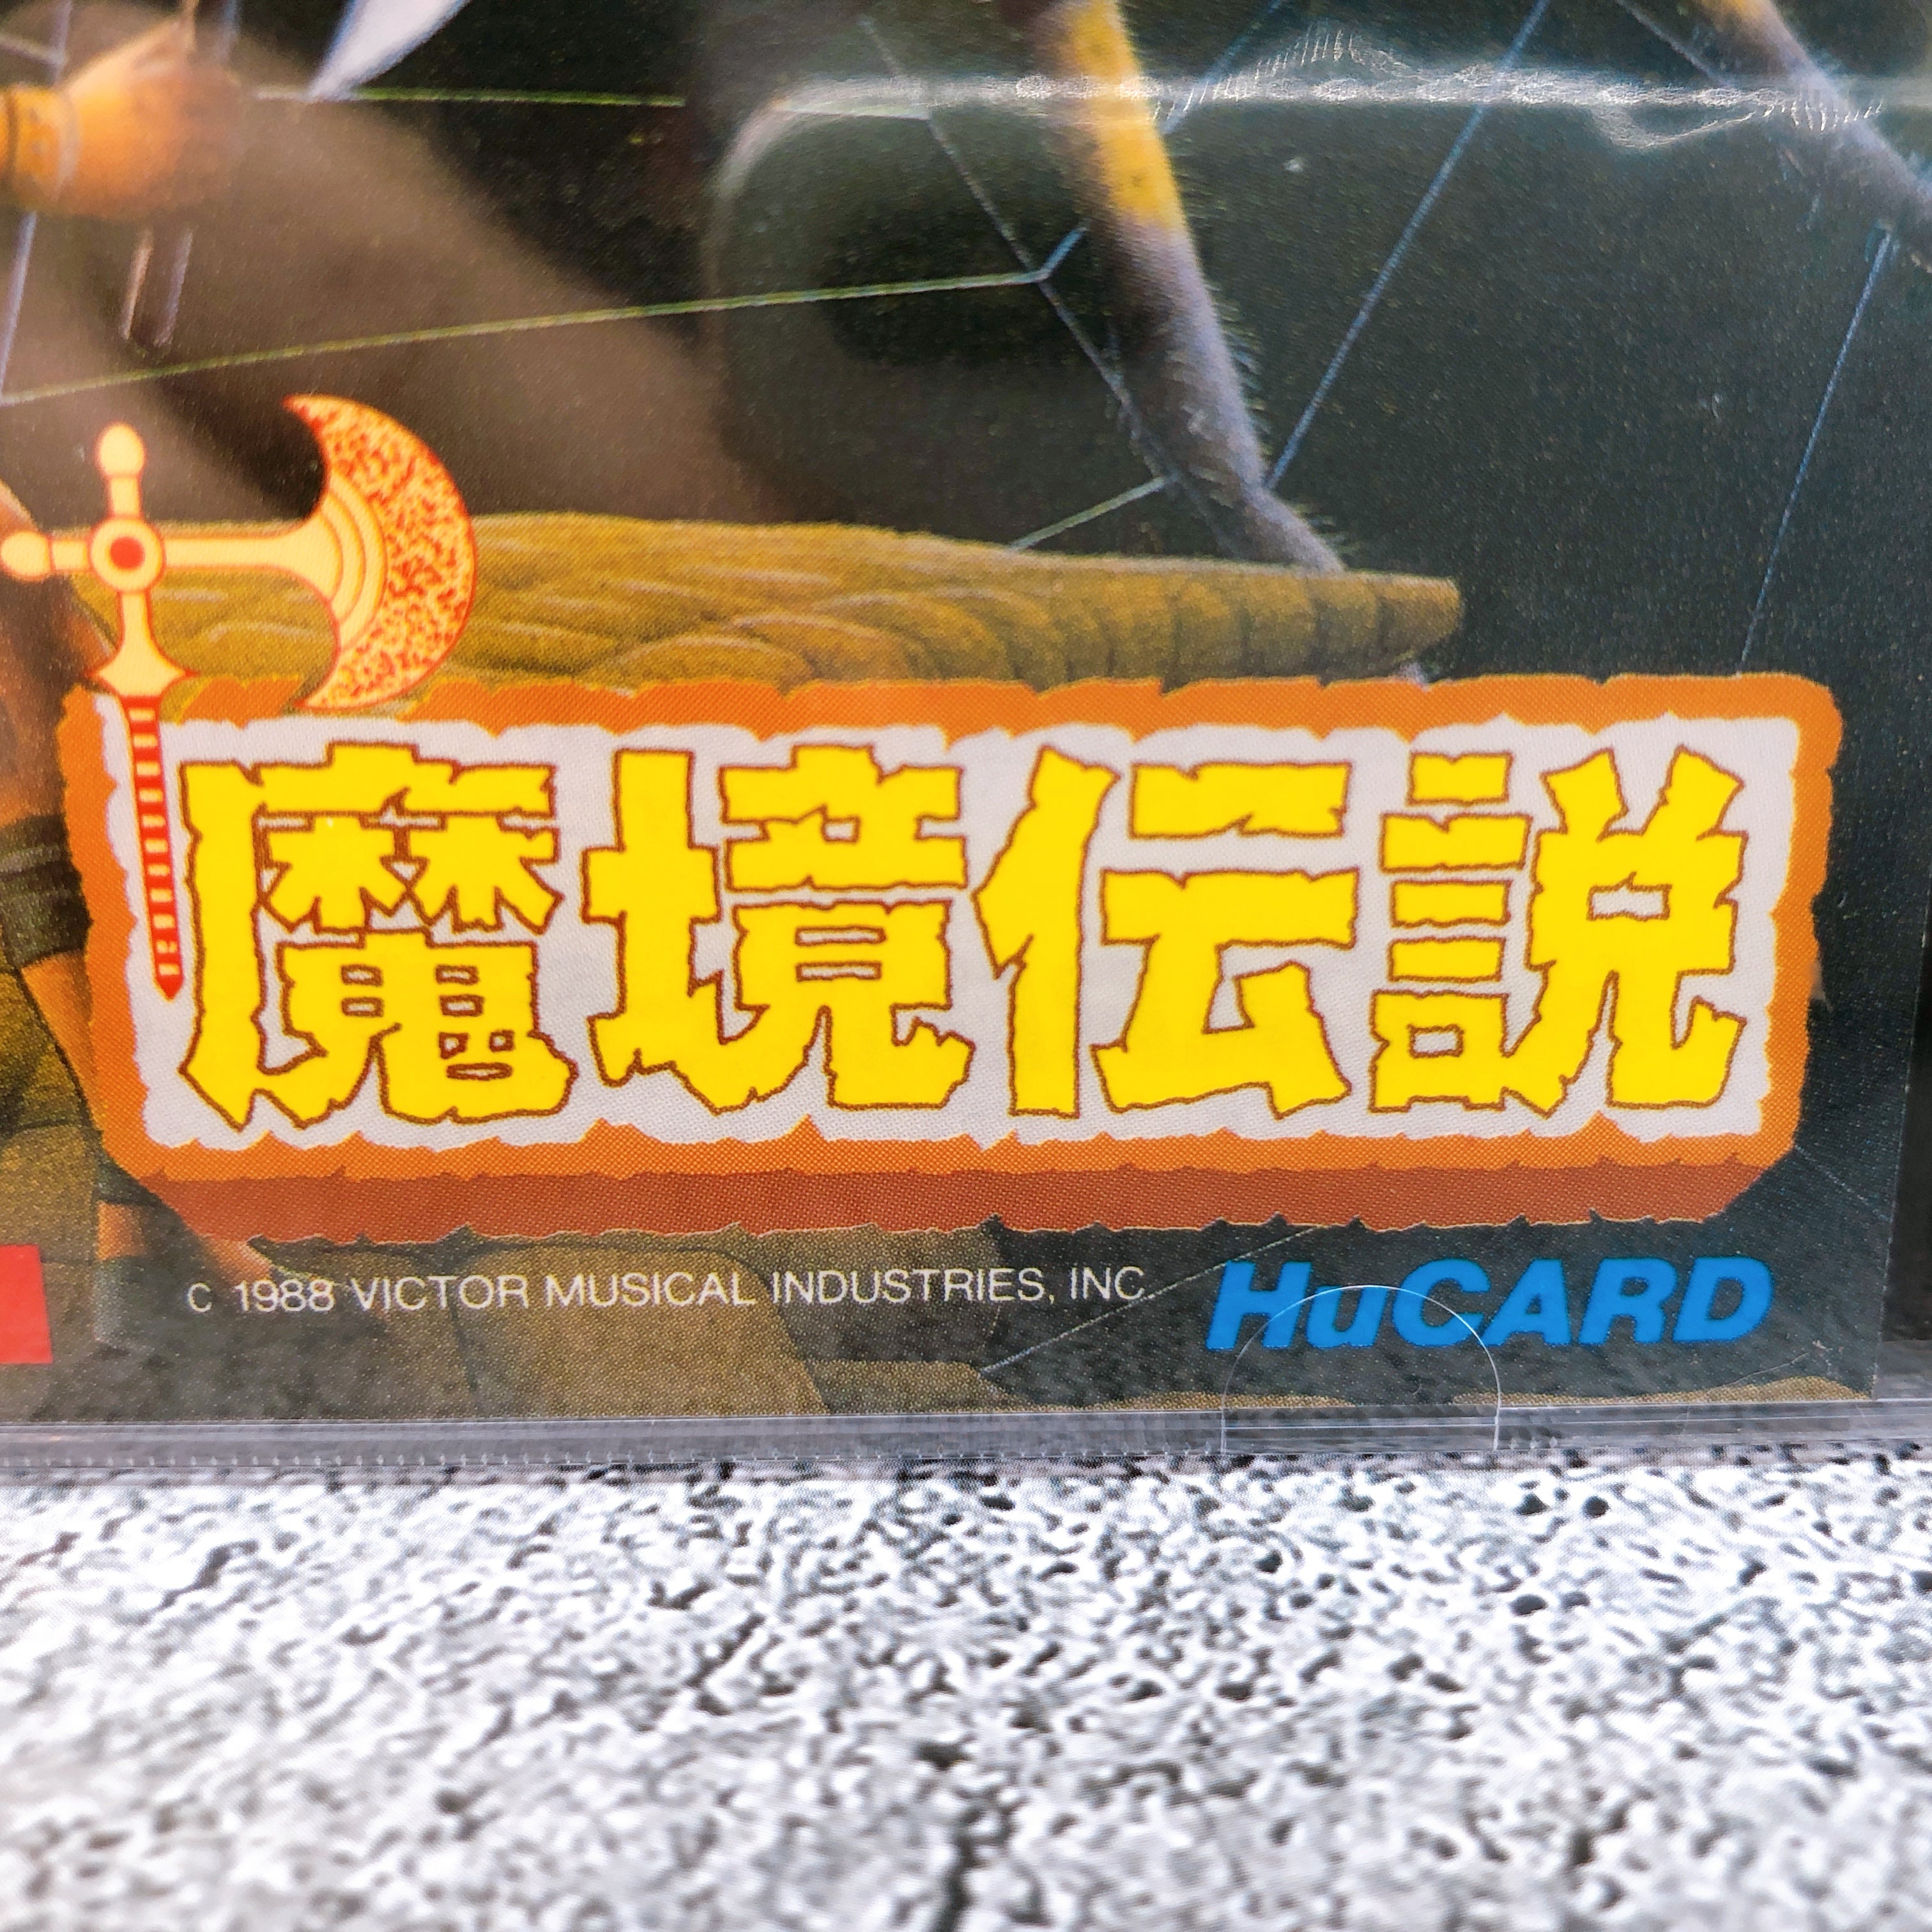 魔境伝説
C 1988 VICTOR MUSICAL INDUSTRIES, INC.
HuCARD